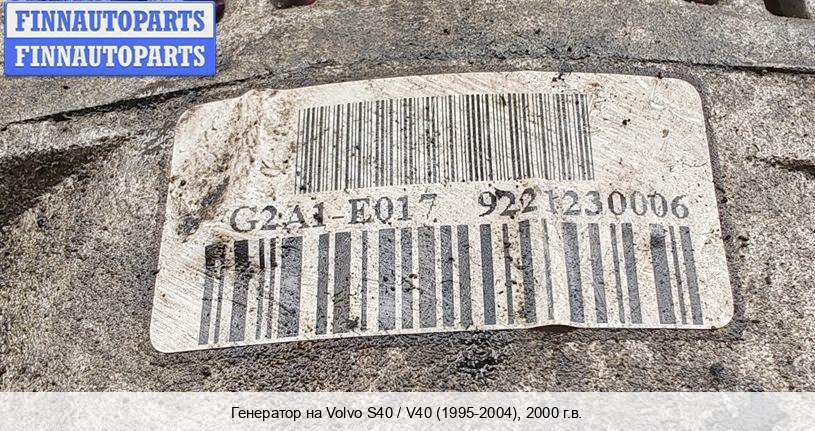 FINNAUTOPARTS
FINNAUTOPARTS
G2A1-E017 9221230006
Генератор на Volvo S40 / V40 (1995-2004), 2000 г.в.